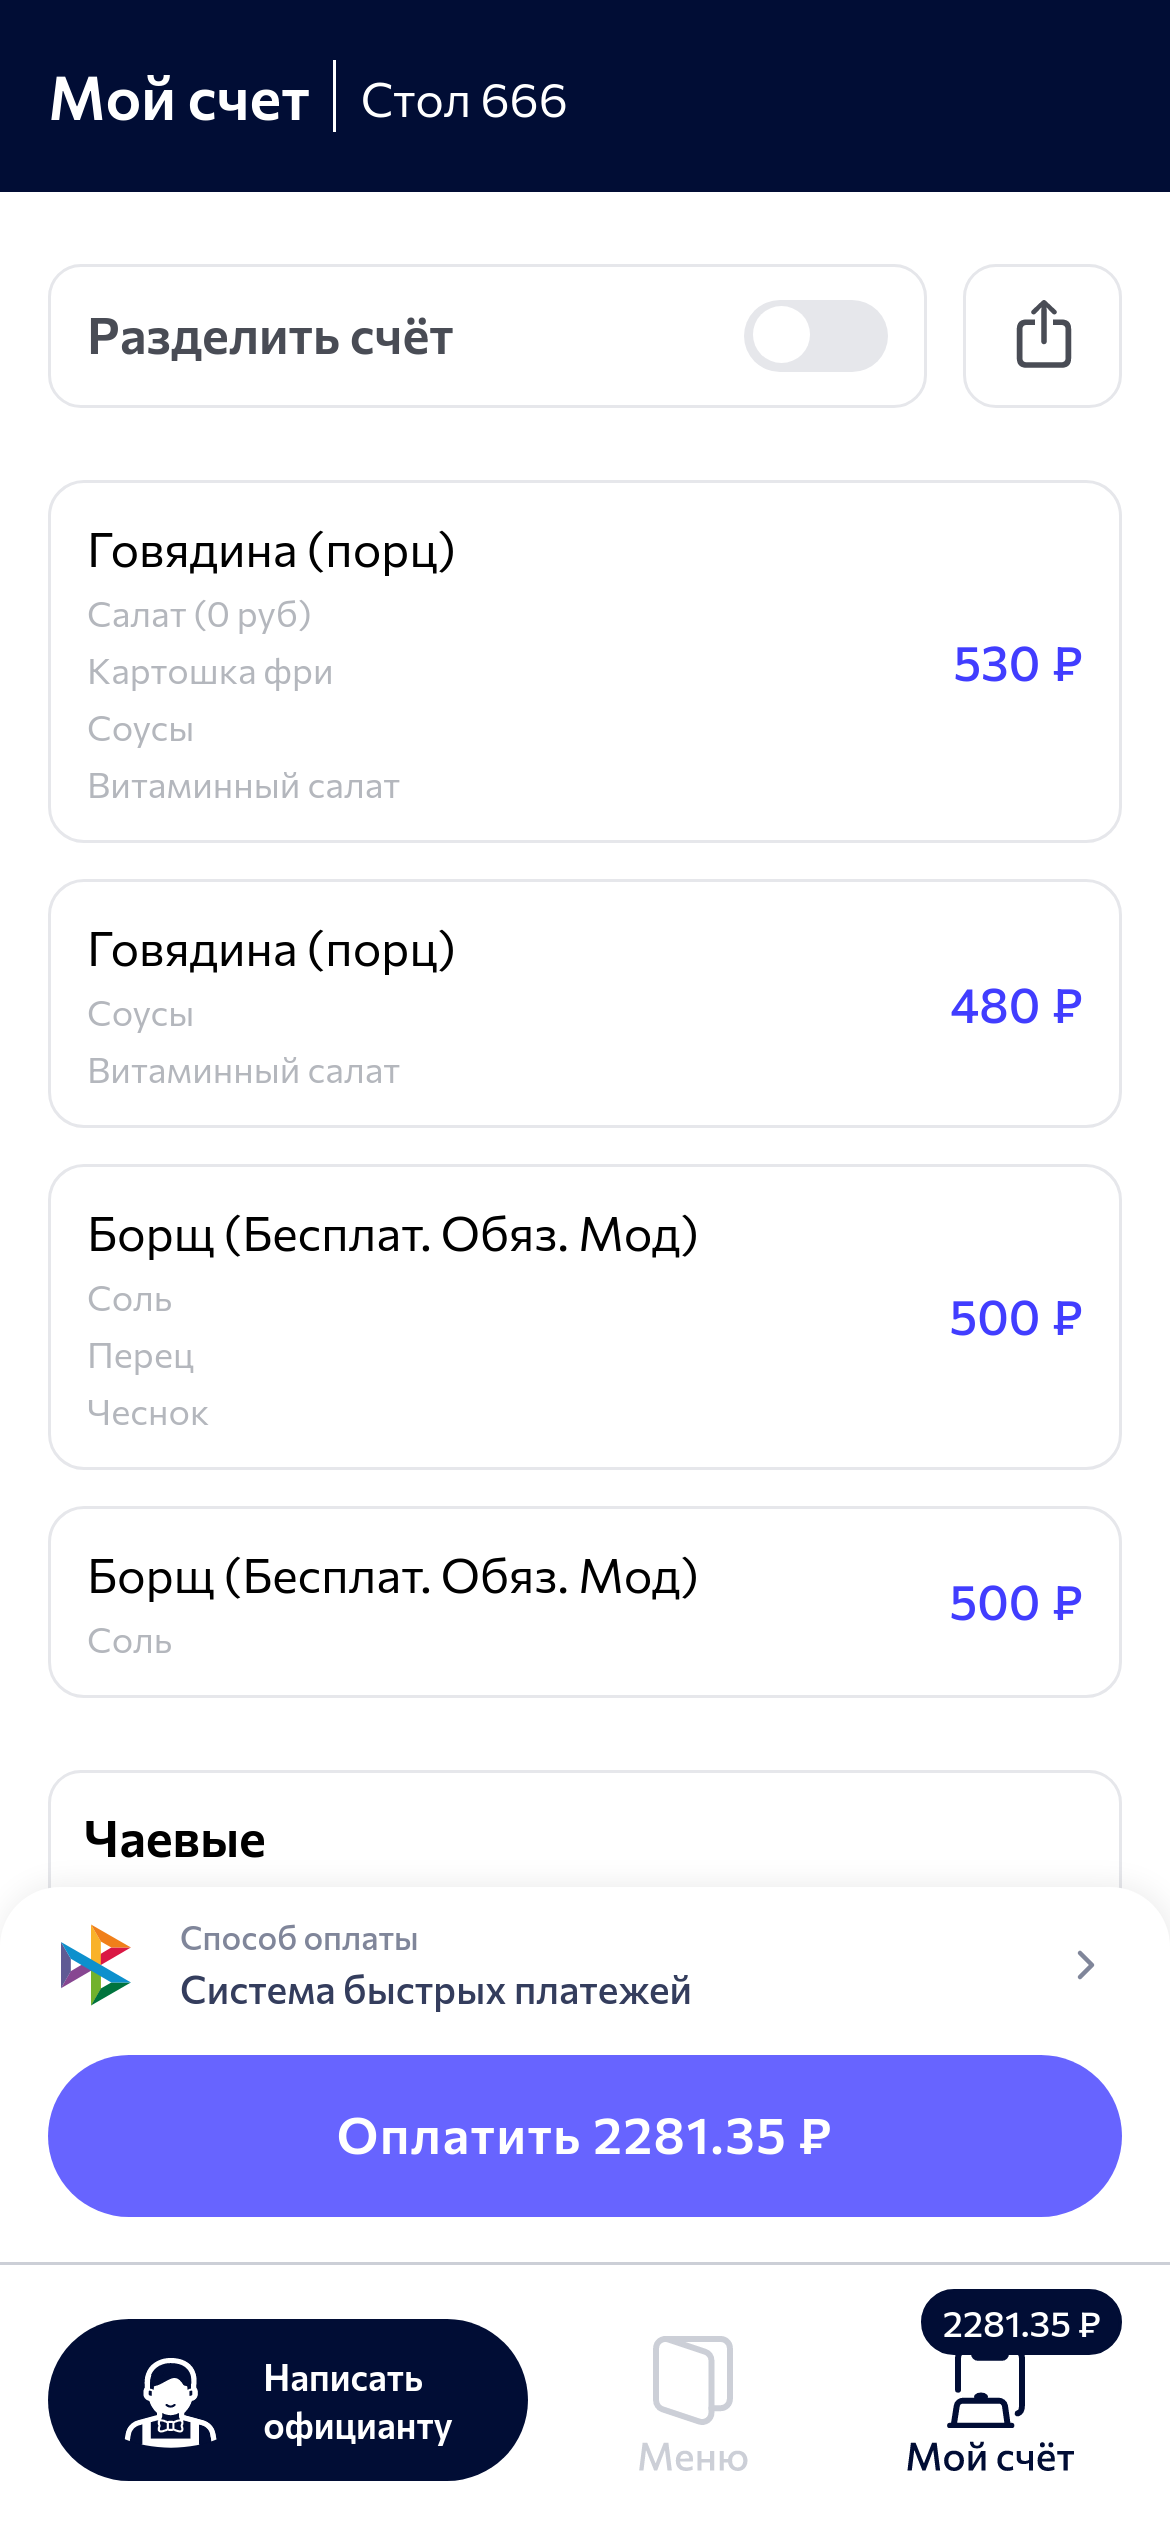 Мой счет
Стол 666
Разделить счёт
Говядина (порц)
Салат (0 руб)
Картошка фри
Соусы
Витаминный салат
530 ₽
Говядина (порц)
Соусы
Витаминный салат
480 ₽
Борщ (Бесплат. Обяз. Мод)
Соль
Перец
Чеснок
500 ₽
Борщ (Бесплат. Обяз. Мод)
Соль
500 ₽
Чаевые
Способ оплаты
Система быстрых платежей
Оплатить 2281.35 ₽
Написать
официанту
Меню
2281.35 ₽
Мой счёт